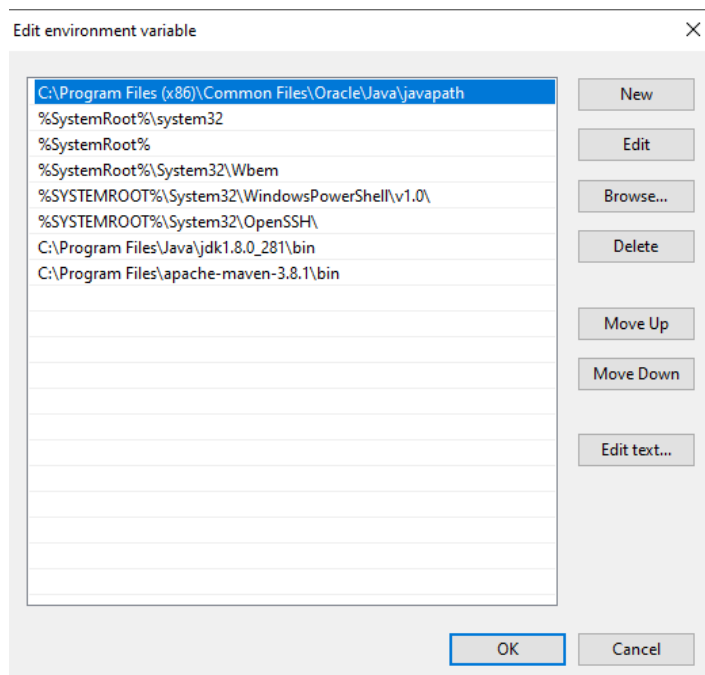 Edit environment variable
C:\Program Files (x86)\Common Files\Oracle\Java\javapath
%SystemRoot%\system32
%SystemRoot%
%SystemRoot%\System32\Wbem
%SYSTEMROOT%\System32\WindowsPowerShell\v1.0\
%SYSTEMROOT%\System32\OpenSSH\
C:\Program Files\Java\jdk1.8.0_281\bin
C:\Program Files\apache-maven-3.8.1\bin
New
Edit
Browse...
Delete
Move Up
Move Down
Edit text...
OK
Cancel